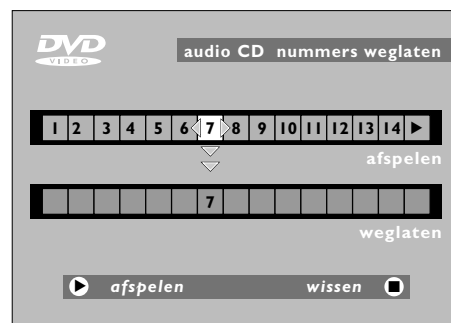 DVD
VIDEO
audio CD nummers weglaten
1 2 3 4 5 6 7 8 9 10 11 12 13 14
afspelen
7
weglaten
afspelen wissen